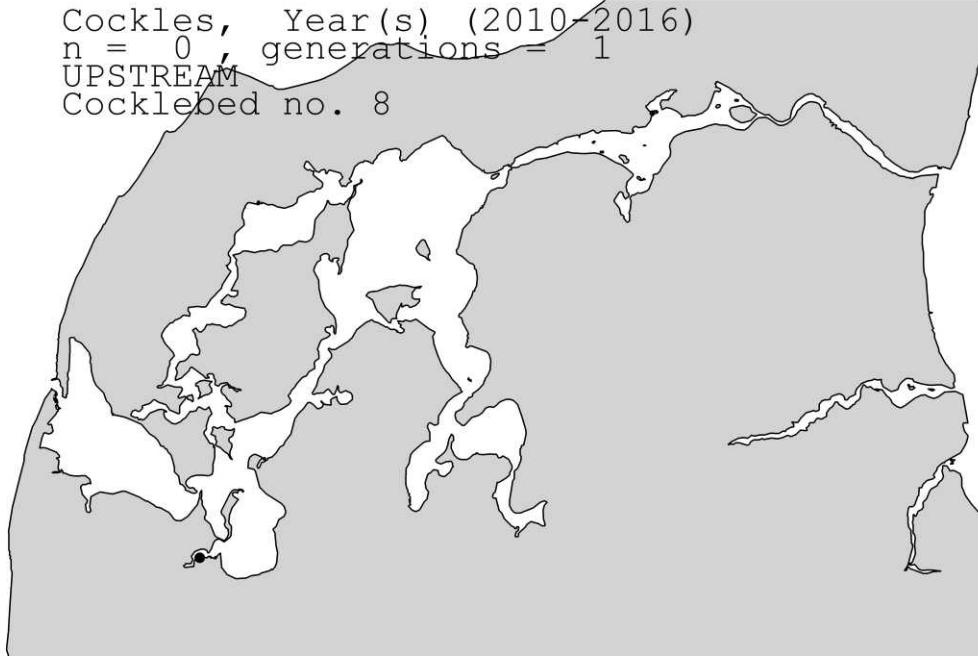 Cockles, Year(s) (2010-2016)
n = 0 , generations = 1
UPSTREAM
Cocklebed no. 8